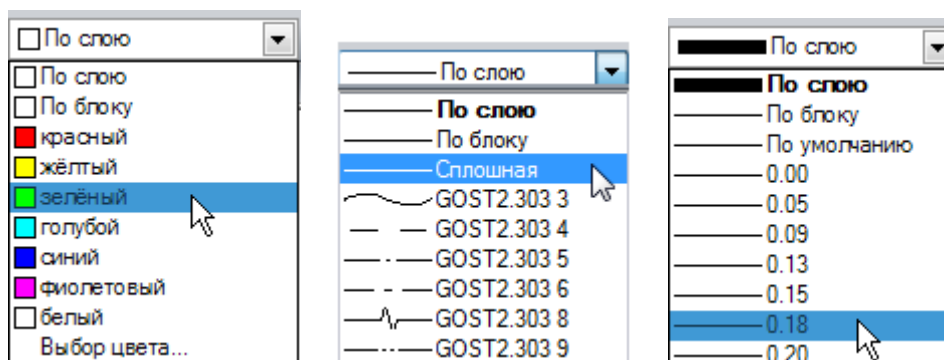 По слою
По слою
По блоку
красный
жёлтый
зелёный
голубой
синий
фиолетовый
белый
Выбор цвета...
По слою
По слою
По блоку
Сплошная
GOST2.303 3
GOST2.303 4
GOST2.303 5
GOST2.303 6
GOST2.303 8
GOST2.303 9
По слою
По слою
По блоку
По умолчанию
0.00
0.05
0.09
0.13
0.15
0.18
0.20